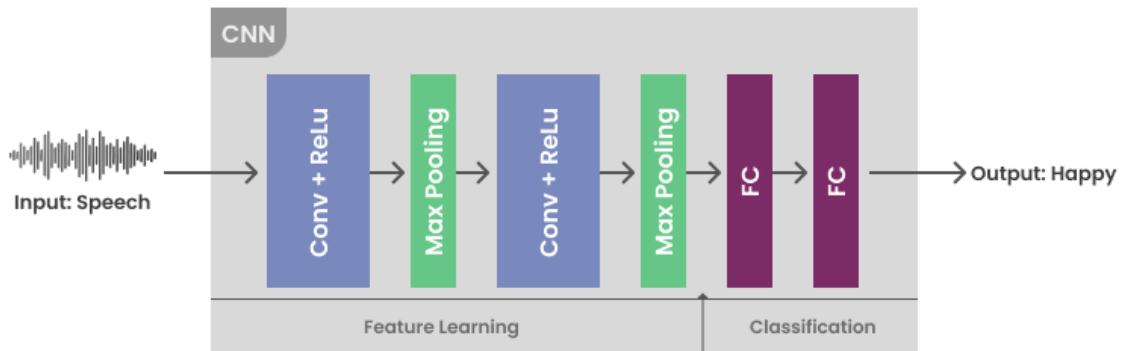 CNN
Input: Speech
Conv + ReLu
Max Pooling
Conv + ReLu
Max Pooling
FC
FC
Output: Happy
Feature Learning
Classification